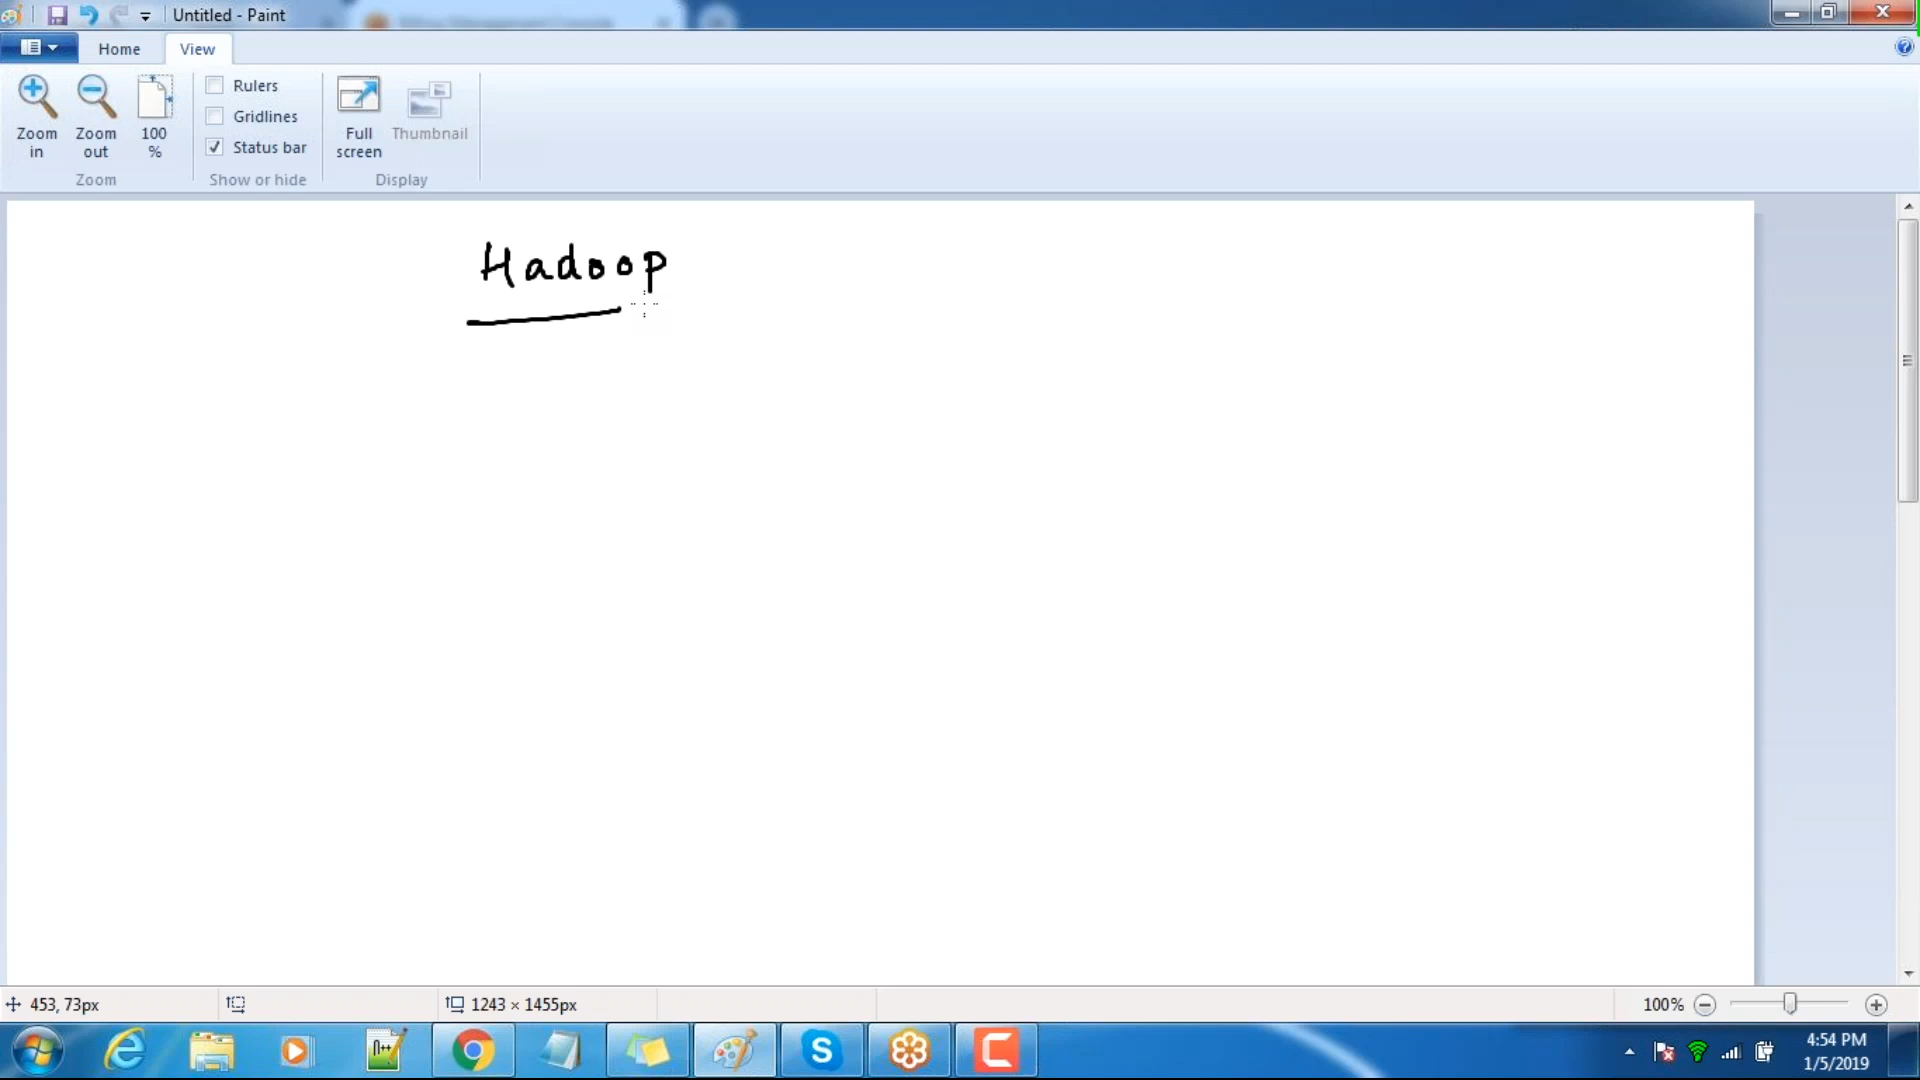 Untitled - Paint
Home View
Zoom in
Zoom out
100 %
Zoom
Rulers
Gridlines
Status bar
Show or hide
Full screen
Thumbnail
Display
Hadoop
453, 73px
1243 × 1455px
100%
4:54 PM
1/5/2019